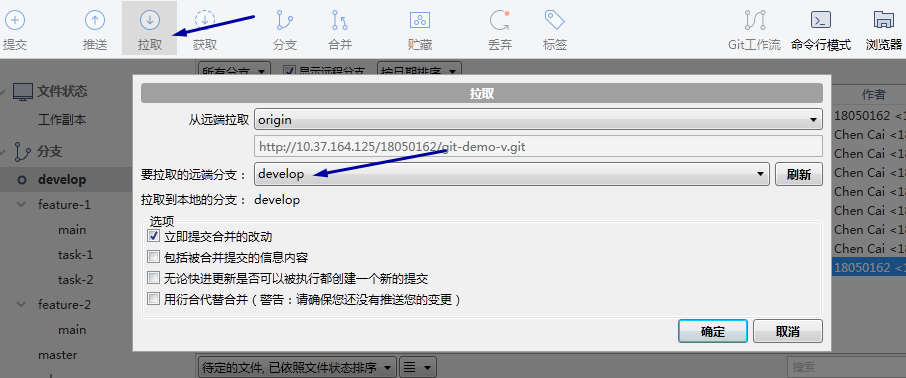 提交 推送 拉取 获取 分支 合并 贮藏 丢弃 标签 Git工作流 命令行模式 浏览器
所有分支 显示远程分支 按日期排序
文件状态
工作副本
分支
develop
feature-1
main
task-1
task-2
feature-2
main
master
拉取
从远端拉取 origin
http://10.37.164.125/18050162/git-demo-v.git
要拉取的远端分支： develop 刷新
拉取到本地的分支： develop
选项
立即提交合并的改动
包括被合并提交的信息内容
无论快进更新是否可以被执行都创建一个新的提交
用衍合代替合并（警告：请确保您还没有推送您的变更）
确定 取消
作者
18050162 <1
Chen Cai <18
Chen Cai <18
Chen Cai <18
Chen Cai <18
Chen Cai <18
Chen Cai <18
Chen Cai <18
18050162 <1
待定的文件, 已依照文件状态排序
搜索